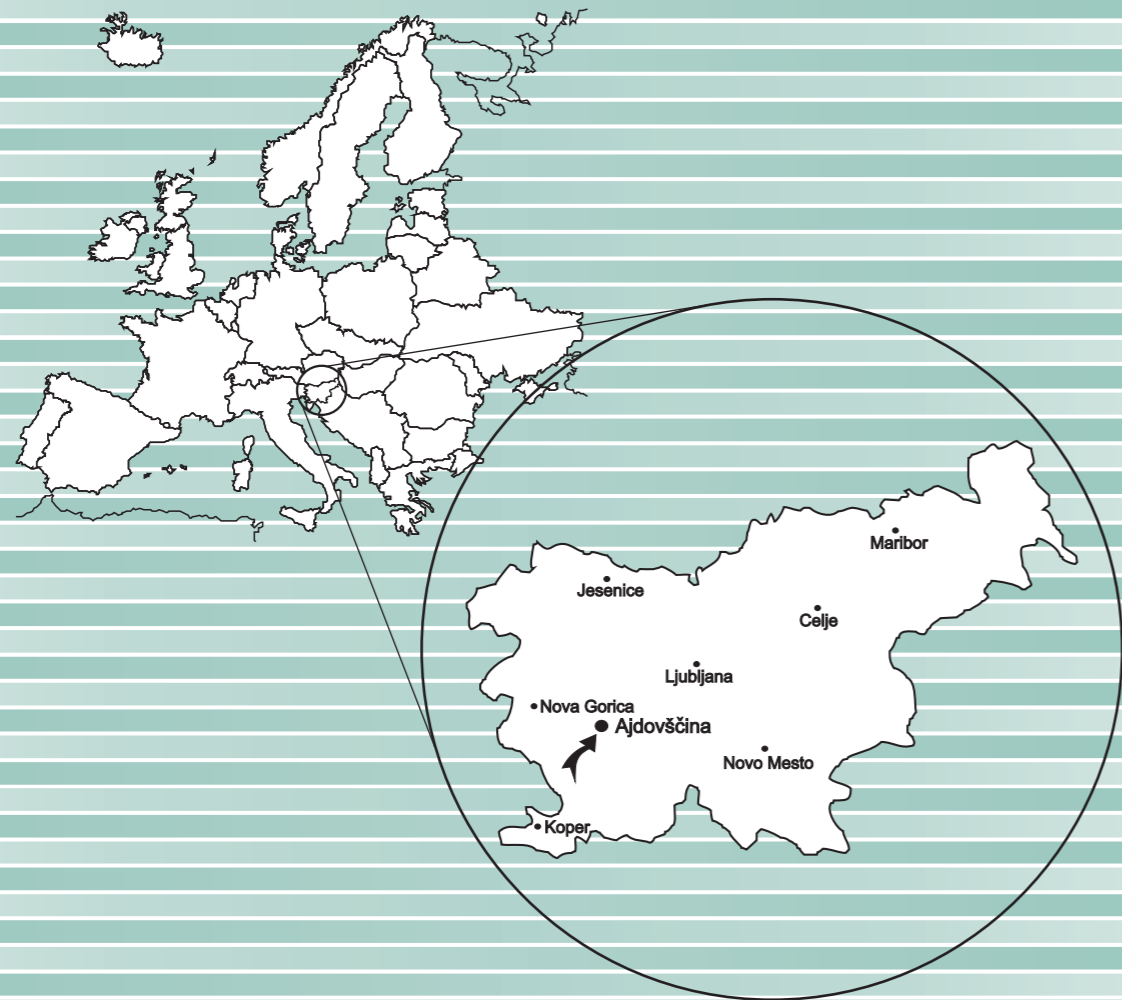 Maribor
Jesenice
Celje
Ljubljana
Nova Gorica
Ajdovščina
Novo Mesto
Koper